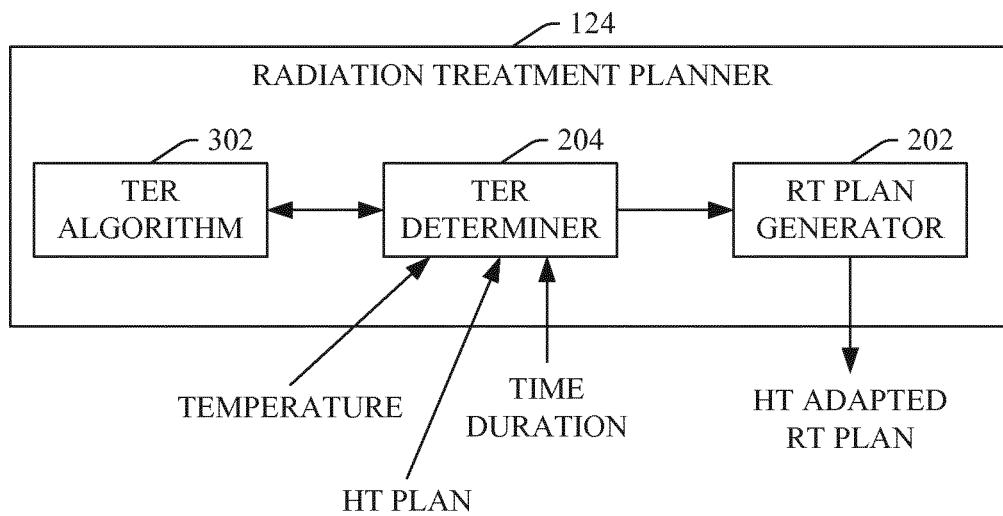 124
RADIATION TREATMENT PLANNER
302
204
202
TER
ALGORITHM
TER
DETERMINER
RT PLAN
GENERATOR
TEMPERATURE
HT PLAN
TIME
DURATION
HT ADAPTED
RT PLAN